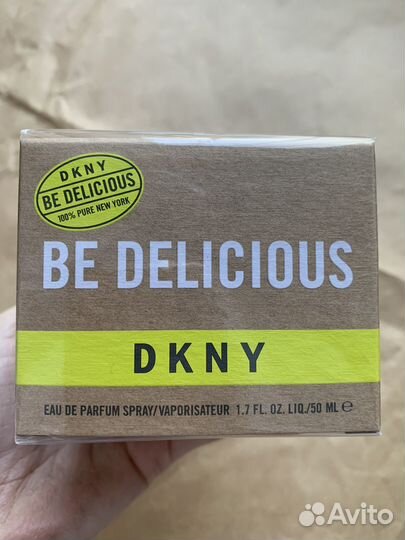 DKNY
BE DELICIOUS
100% PURE NEW YORK
BE DELICIOUS
DKNY
EAU DE PARFUM SPRAY/VAPORISATEUR 1.7 FL. OZ. LIQ./50 ML ℮
Avito